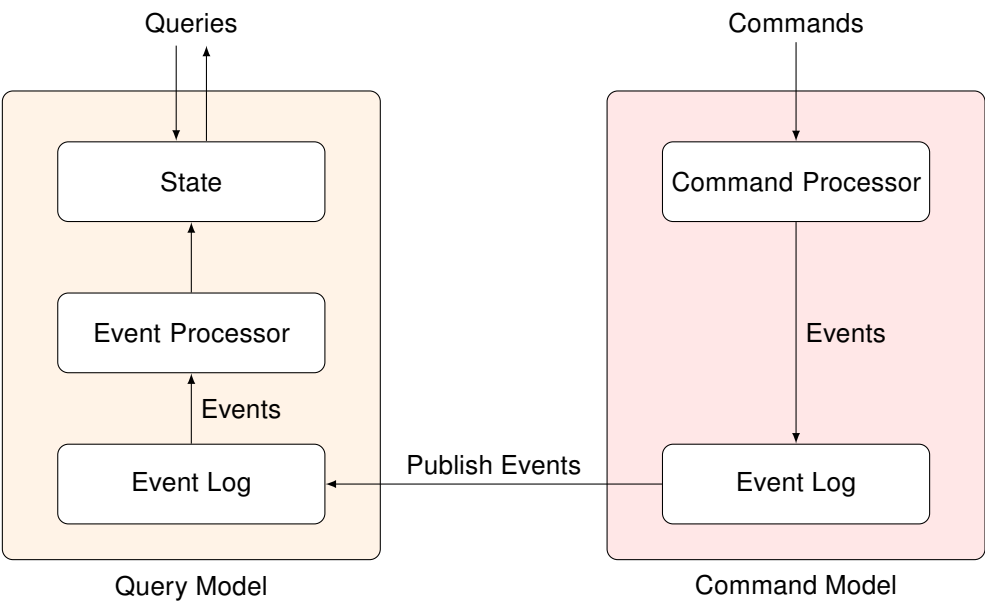 Queries
Commands
State
Command Processor
Event Processor
Events
Events
Event Log
Publish Events
Event Log
Query Model
Command Model